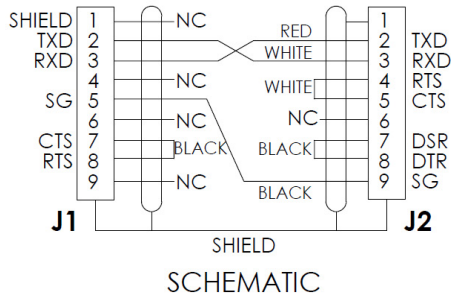 SHIELD 1 NC 1
TXD 2 RED 2 TXD
RXD 3 WHITE 3 RXD
4 NC WHITE 4 RTS
SG 5 5 CTS
6 NC NC 6
CTS 7 BLACK BLACK 7 DSR
RTS 8 8 DTR
9 NC BLACK 9 SG
J1 J2
SHIELD
SCHEMATIC